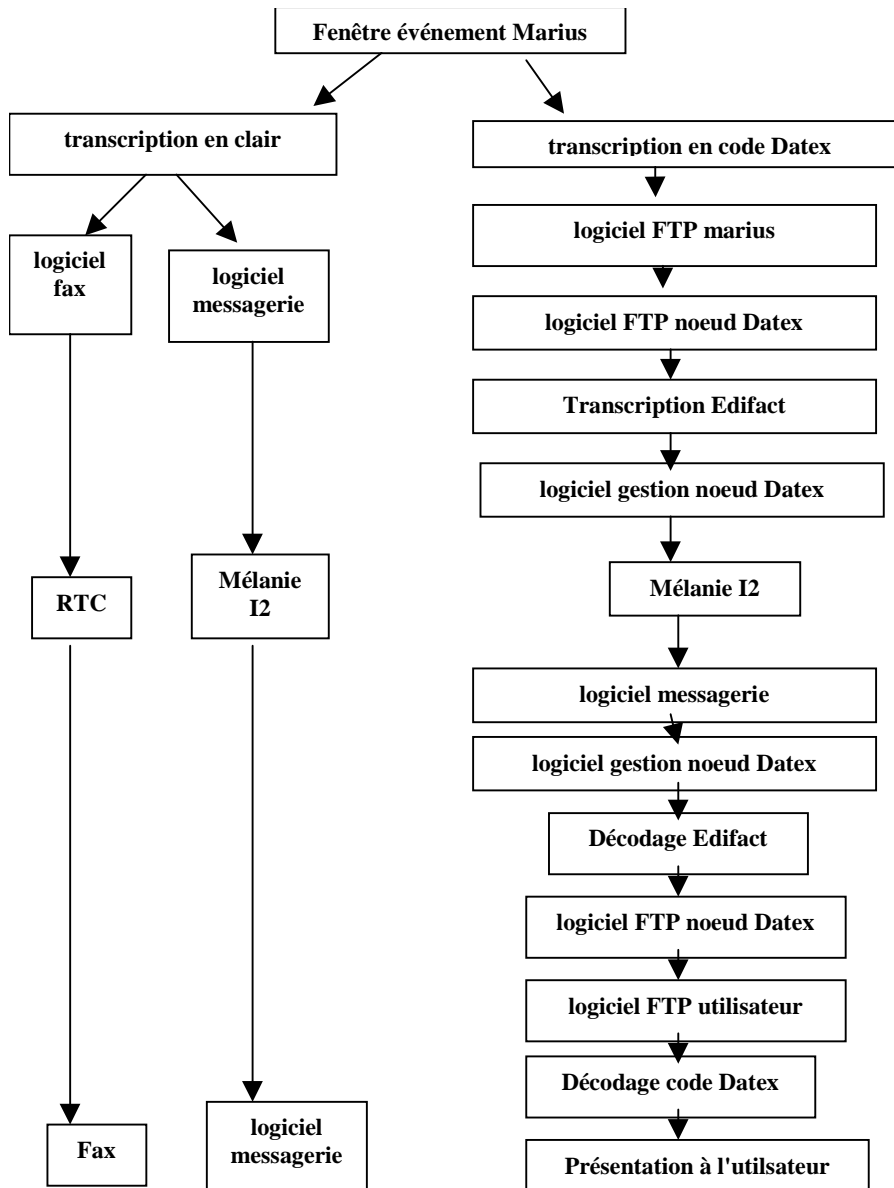 Fenêtre événement Marius
transcription en clair
transcription en code Datex
logiciel
fax
logiciel
messagerie
logiciel FTP marius
logiciel FTP noeud Datex
Transcription Edifact
logiciel gestion noeud Datex
RTC
Mélanie
I2
Mélanie I2
logiciel messagerie
logiciel gestion noeud Datex
Décodage Edifact
logiciel FTP noeud Datex
logiciel FTP utilisateur
Décodage code Datex
Fax
logiciel
messagerie
Présentation à l'utilsateur